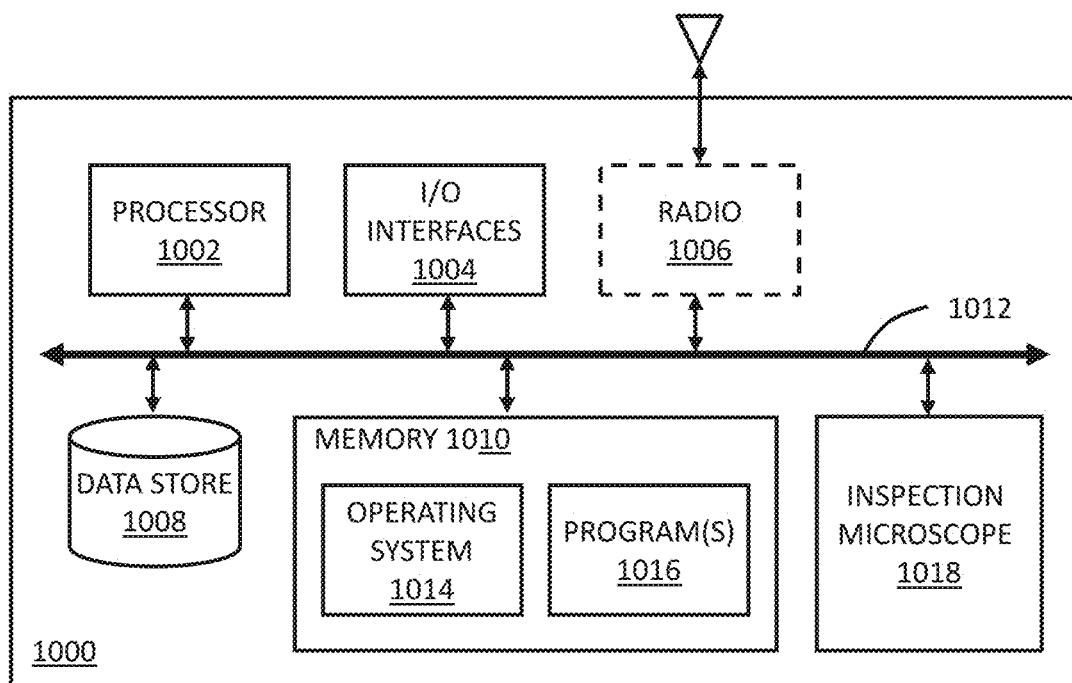 PROCESSOR
1002
I/O
INTERFACES
1004
RADIO
1006
1012
DATA STORE
1008
MEMORY 1010
OPERATING
SYSTEM
1014
PROGRAM(S)
1016
INSPECTION
MICROSCOPE
1018
1000